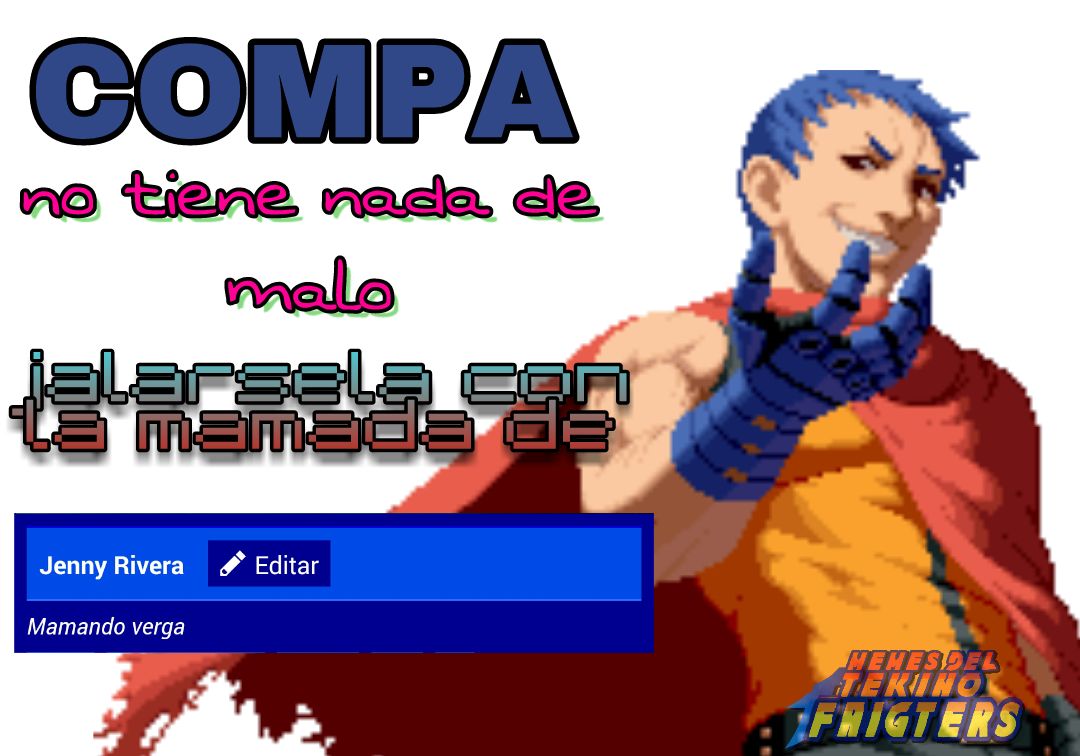 COMPA
no tiene nada de
malo
jalarsela con
la mamada de
Jenny Rivera Editar
Mamando verga
MEMES DEL
TEKINO
FNIGTERS